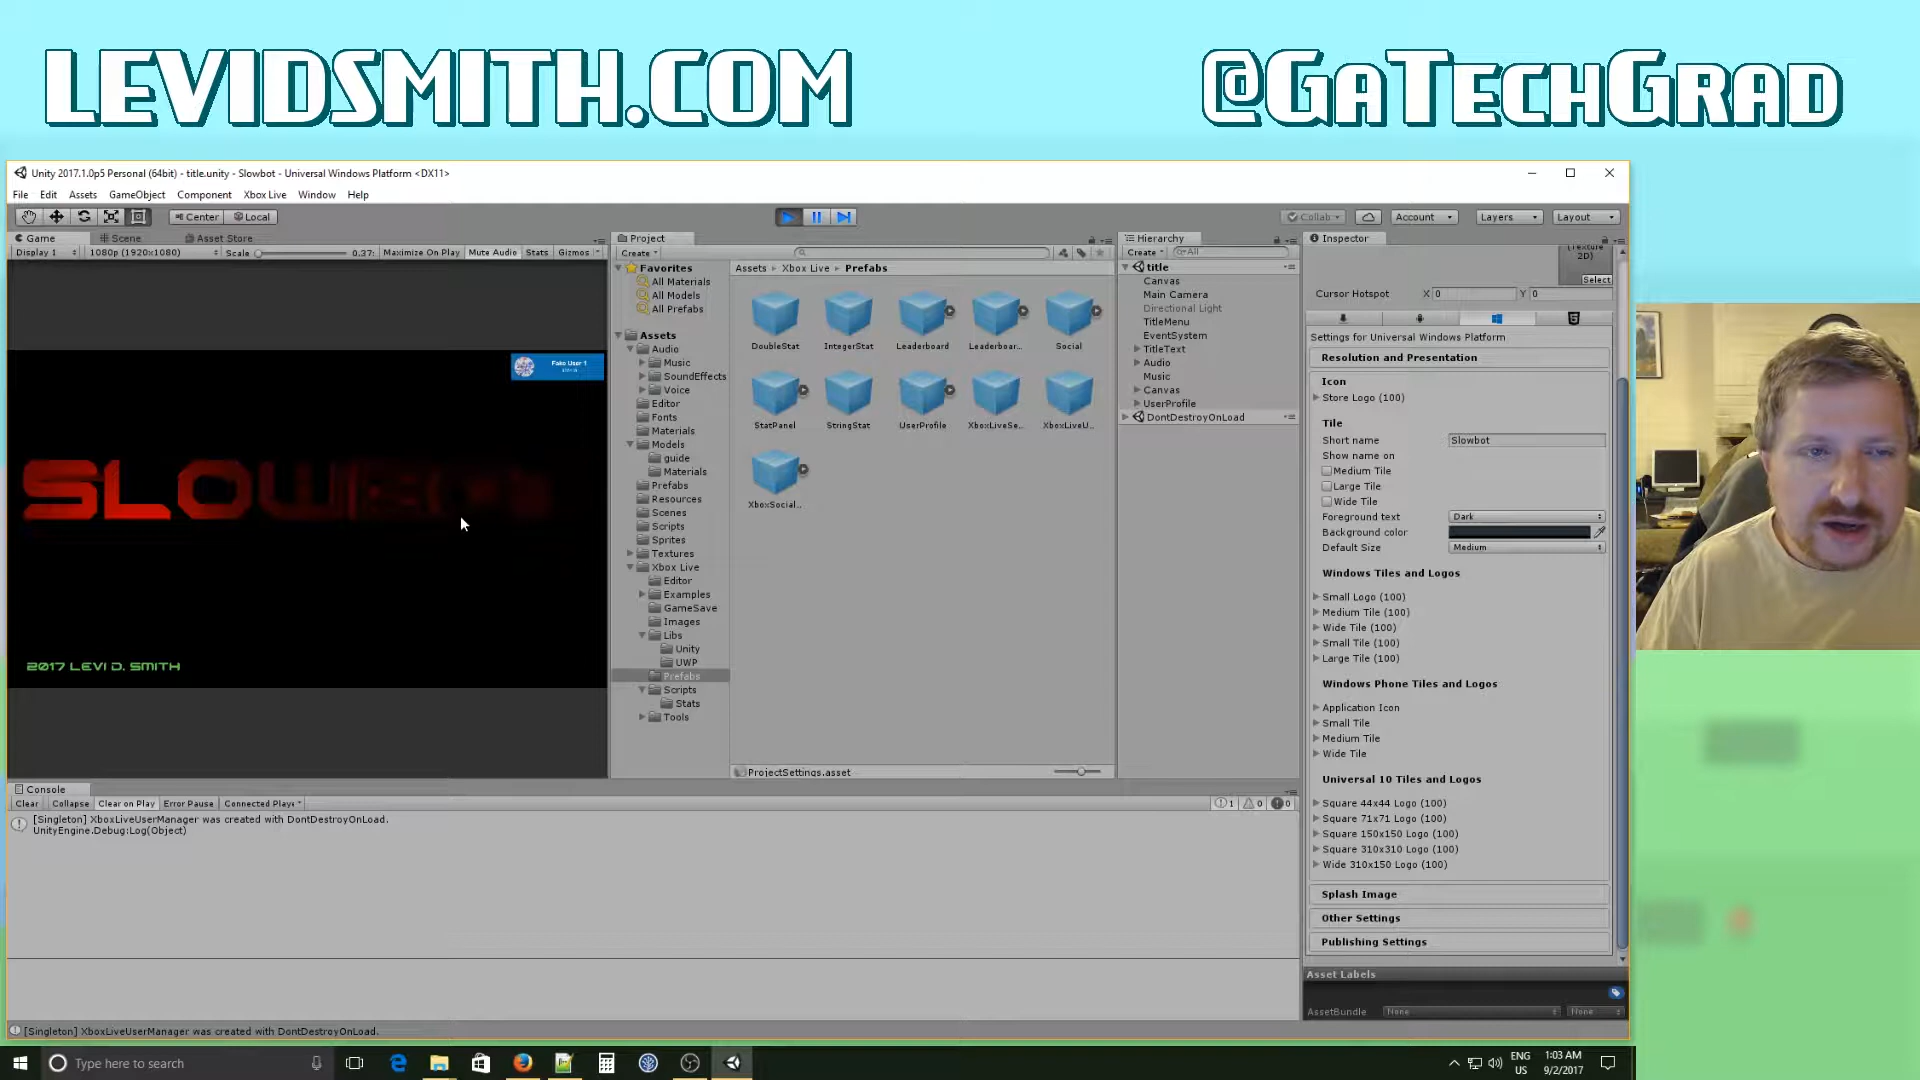 LEVIDSMITH.COM
@GATECHGRAD
Unity 2017.1.0p5 Personal (64bit) - title.unity - Slowbot - Universal Windows Platform <DX11>
File Edit Assets GameObject Component Xbox Live Window Help
Center Local
Collab Account Layers Layout
Game Scene Asset Store
Display 1 1080p (1920x1080) Scale 0.37: Maximize On Play Mute Audio Stats Gizmos
Fake User 1
SLOWBOT
2017 LEVI D. SMITH
Project
Create
Favorites
All Materials
All Models
All Prefabs
Assets
Audio
Music
SoundEffects
Voice
Editor
Fonts
Materials
Models
guide
Materials
Prefabs
Resources
Scenes
Scripts
Sprites
Textures
Xbox Live
Editor
Examples
GameSave
Images
Libs
Unity
UWP
Prefabs
Scripts
Stats
Tools
Assets Xbox Live Prefabs
DoubleStat IntegerStat Leaderboard Leaderboar... Social
StatPanel StringStat UserProfile XboxLiveSe... XboxLiveU...
XboxSocial...
ProjectSettings.asset
Hierarchy
Create All
title
Canvas
Main Camera
Directional Light
TitleMenu
EventSystem
TitleText
Audio
Music
Canvas
UserProfile
DontDestroyOnLoad
Inspector
(Texture
2D)
Select
Cursor Hotspot X 0 Y 0
Settings for Universal Windows Platform
Resolution and Presentation
Icon
Store Logo (100)
Tile
Short name Slowbot
Show name on
Medium Tile
Large Tile
Wide Tile
Foreground text Dark
Background color
Default Size Medium
Windows Tiles and Logos
Small Logo (100)
Medium Tile (100)
Wide Tile (100)
Small Tile (100)
Large Tile (100)
Windows Phone Tiles and Logos
Application Icon
Small Tile
Medium Tile
Wide Tile
Universal 10 Tiles and Logos
Square 44x44 Logo (100)
Square 71x71 Logo (100)
Square 150x150 Logo (100)
Square 310x310 Logo (100)
Wide 310x150 Logo (100)
Splash Image
Other Settings
Publishing Settings
Asset Labels
AssetBundle None None
Console
Clear Collapse Clear on Play Error Pause Connected Playe 1 0 0
[Singleton] XboxLiveUserManager was created with DontDestroyOnLoad.
UnityEngine.Debug:Log(Object)
[Singleton] XboxLiveUserManager was created with DontDestroyOnLoad.
Type here to search
ENG
US
1:03 AM
9/2/2017